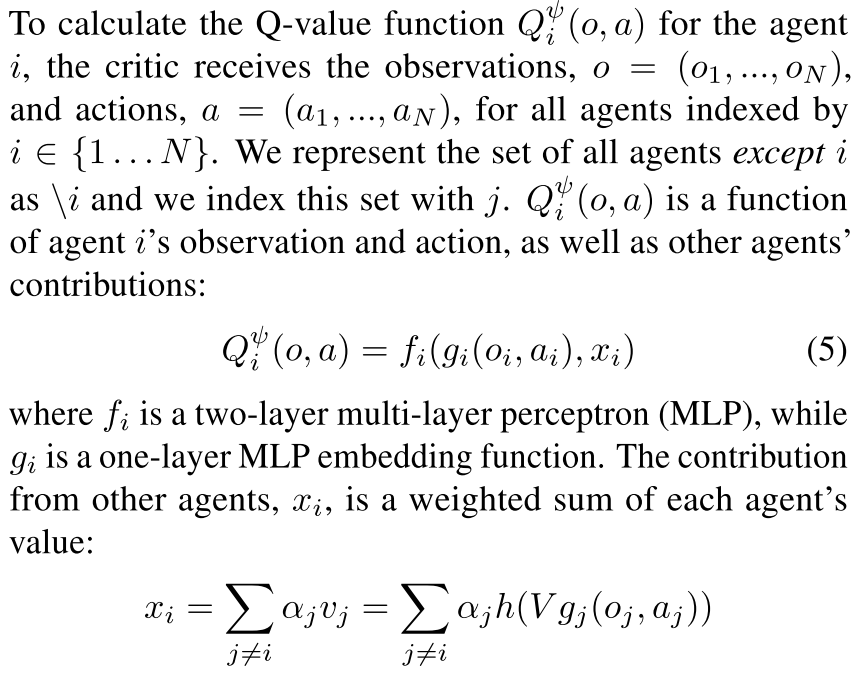 To calculate the Q-value function $Q_i^\psi(o, a)$ for the agent
$i$, the critic receives the observations, $o = (o_1, ..., o_N)$,
and actions, $a = (a_1, ..., a_N)$, for all agents indexed by
$i \in \{1 \ldots N\}$. We represent the set of all agents except $i$
as $\backslash i$ and we index this set with $j$. $Q_i^\psi(o, a)$ is a function
of agent $i$'s observation and action, as well as other agents'
contributions:
$Q_i^\psi(o, a) = f_i(g_i(o_i, a_i), x_i)$ (5)
where $f_i$ is a two-layer multi-layer perceptron (MLP), while
$g_i$ is a one-layer MLP embedding function. The contribution
from other agents, $x_i$, is a weighted sum of each agent's
value:
$x_i = \sum_{j \neq i} \alpha_j v_j = \sum_{j \neq i} \alpha_j h(V g_j(o_j, a_j))$